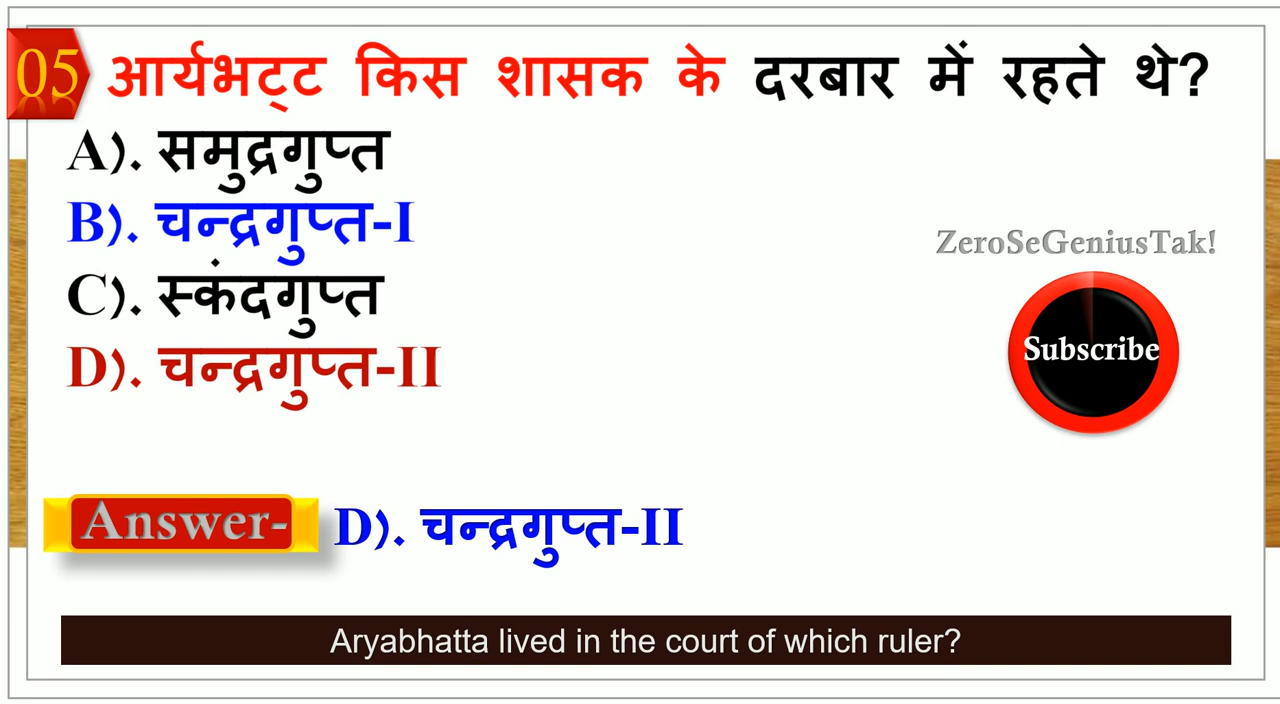 05 आर्यभट्ट किस शासक के दरबार में रहते थे?
A). समुद्रगुप्त
B). चन्द्रगुप्त-I
C). स्कंदगुप्त
D). चन्द्रगुप्त-II
ZeroSeGeniusTak!
Subscribe
Answer- D). चन्द्रगुप्त-II
Aryabhatta lived in the court of which ruler?